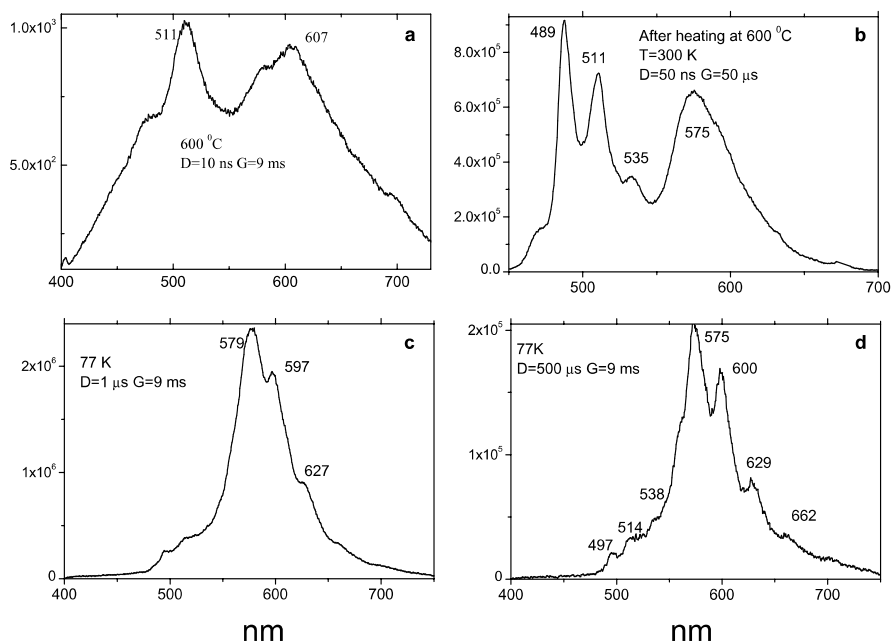 1.0x10³
5.0x10²
511
607
a
600 ⁰C
D=10 ns G=9 ms
400 500 600 700
8.0x10⁵
6.0x10⁵
4.0x10⁵
2.0x10⁵
0.0
489
511
535
575
After heating at 600 ⁰C
T=300 K
D=50 ns G=50 μs
b
500 600 700
2x10⁶
1x10⁶
0
77 K
D=1 μs G=9 ms
579
597
627
c
400 500 600 700
nm
2x10⁵
1x10⁵
0
77K
D=500 μs G=9 ms
497
514
538
575
600
629
662
d
400 500 600 700
nm